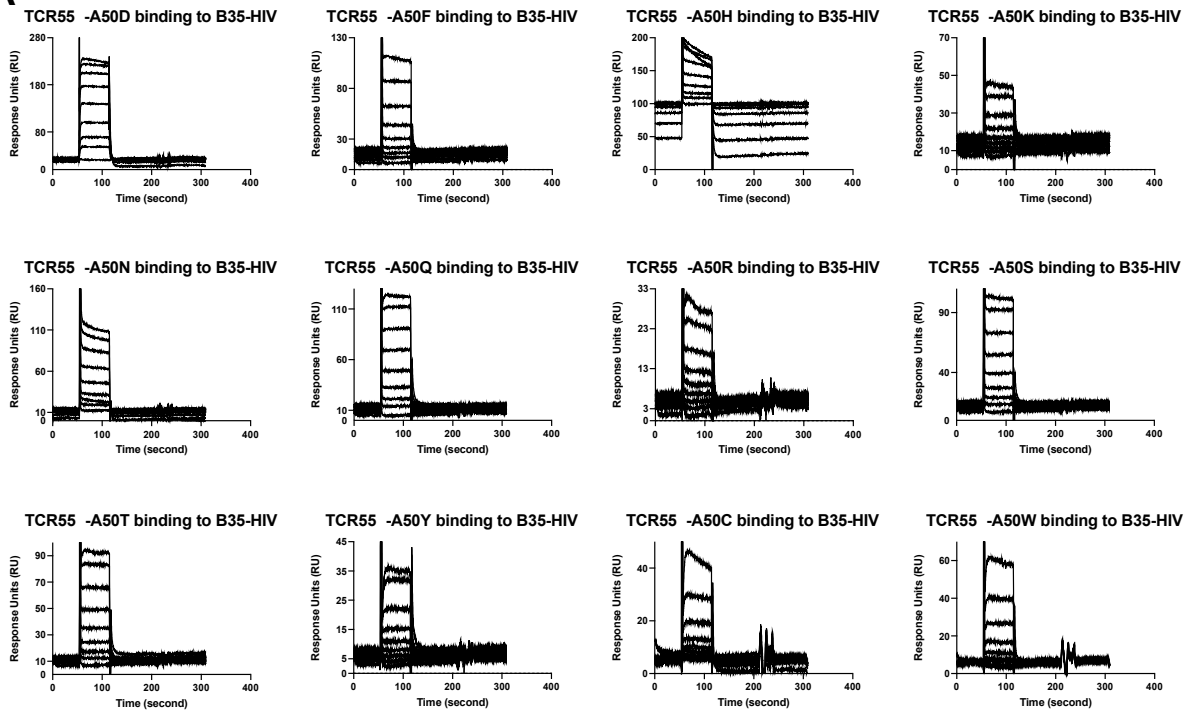 TCR55 -A50D binding to B35-HIV
Response Units (RU)
280
180
80
0
0 100 200 300 400
Time (second)
TCR55 -A50F binding to B35-HIV
Response Units (RU)
130
80
30
0
0 100 200 300 400
Time (second)
TCR55 -A50H binding to B35-HIV
Response Units (RU)
200
150
100
50
0
0 100 200 300 400
Time (second)
TCR55 -A50K binding to B35-HIV
Response Units (RU)
70
50
30
10
0
0 100 200 300 400
Time (second)
TCR55 -A50N binding to B35-HIV
Response Units (RU)
160
110
60
10
0
0 100 200 300 400
Time (second)
TCR55 -A50Q binding to B35-HIV
Response Units (RU)
110
60
10
0
0 100 200 300 400
Time (second)
TCR55 -A50R binding to B35-HIV
Response Units (RU)
33
23
13
3
0
0 100 200 300 400
Time (second)
TCR55 -A50S binding to B35-HIV
Response Units (RU)
90
40
0
0 100 200 300 400
Time (second)
TCR55 -A50T binding to B35-HIV
Response Units (RU)
90
70
50
30
10
0
0 100 200 300 400
Time (second)
TCR55 -A50Y binding to B35-HIV
Response Units (RU)
45
35
25
15
5
0
0 100 200 300 400
Time (second)
TCR55 -A50C binding to B35-HIV
Response Units (RU)
40
20
0
0 100 200 300 400
Time (second)
TCR55 -A50W binding to B35-HIV
Response Units (RU)
60
40
20
0
0 100 200 300 400
Time (second)